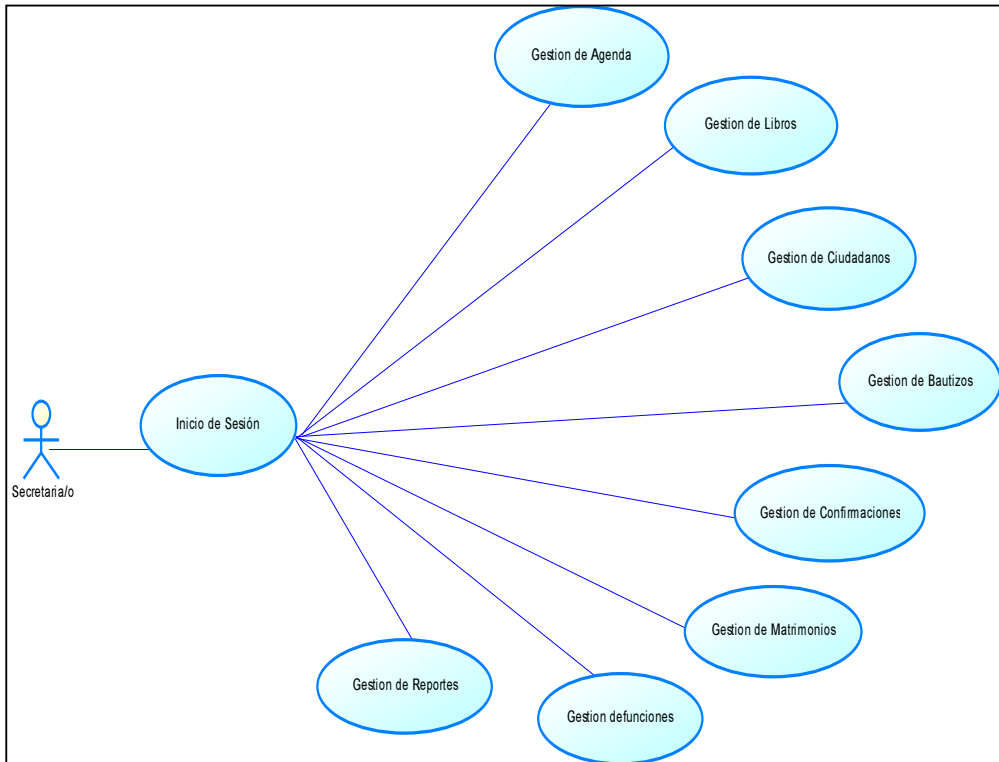 Gestion de Agenda
Gestion de Libros
Gestion de Ciudadanos
Gestion de Bautizos
Inicio de Sesión
Secretaria/o
Gestion de Confirmaciones
Gestion de Matrimonios
Gestion de Reportes
Gestion defunciones